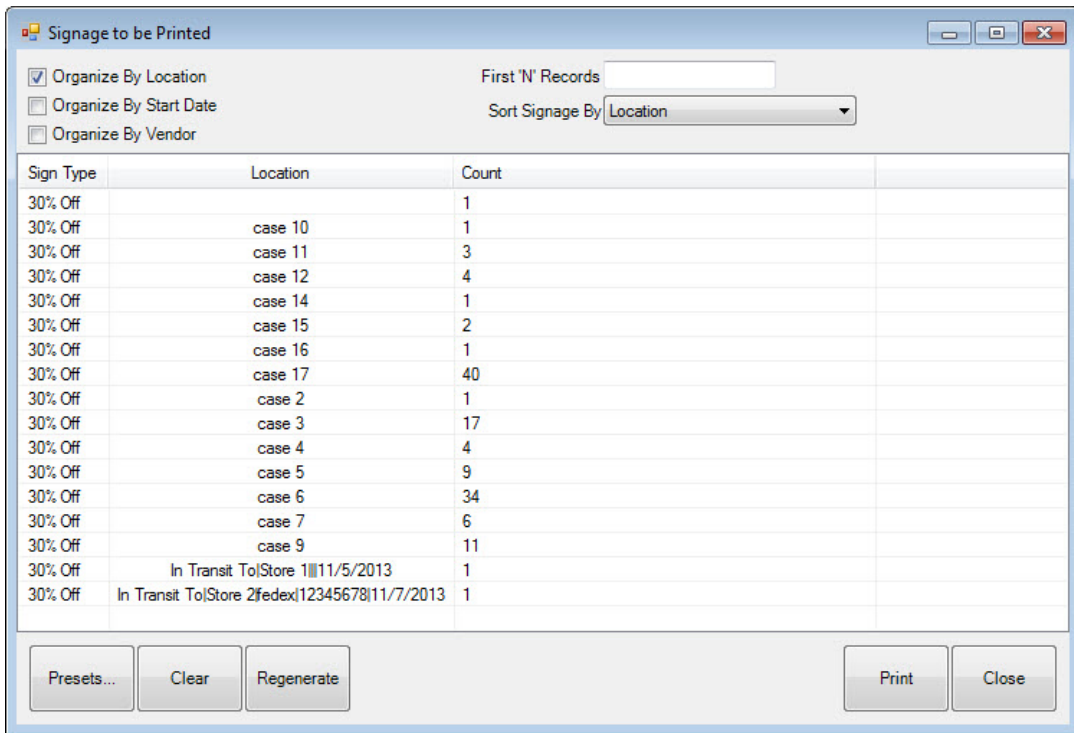 Signage to be Printed
Organize By Location
First 'N' Records
Organize By Start Date
Sort Signage By Location
Organize By Vendor
Sign Type Location Count
30% Off 1
30% Off case 10 1
30% Off case 11 3
30% Off case 12 4
30% Off case 14 1
30% Off case 15 2
30% Off case 16 1
30% Off case 17 40
30% Off case 2 1
30% Off case 3 17
30% Off case 4 4
30% Off case 5 9
30% Off case 6 34
30% Off case 7 6
30% Off case 9 11
30% Off In Transit To|Store 1|||11/5/2013 1
30% Off In Transit To|Store 2|fedex|12345678|11/7/2013 1
Presets... Clear Regenerate Print Close